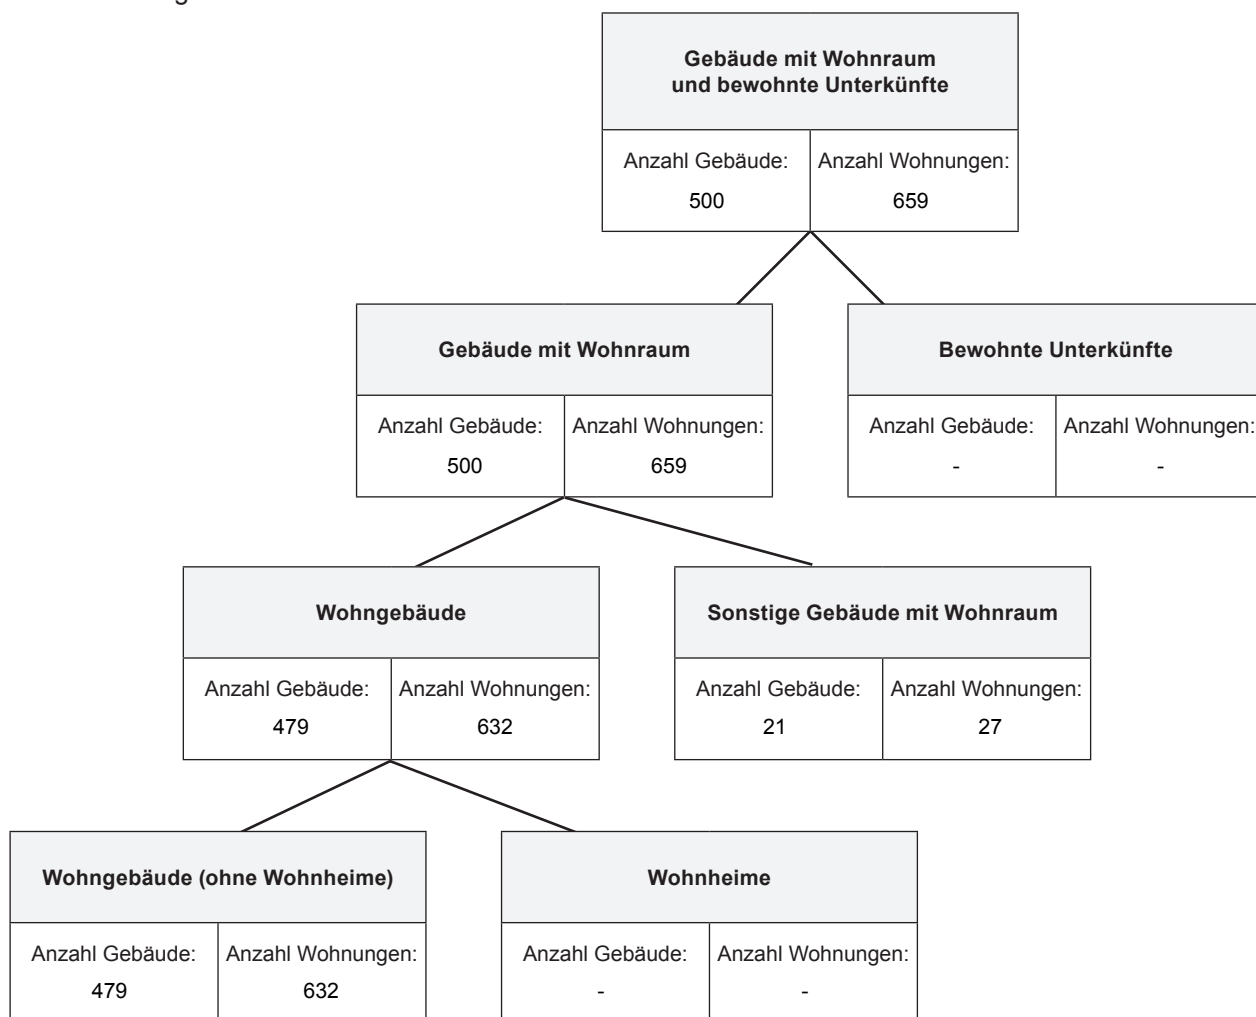 Gebäude mit Wohnraum
und bewohnte Unterkünfte
Anzahl Gebäude: Anzahl Wohnungen:
500 659
Gebäude mit Wohnraum
Anzahl Gebäude: Anzahl Wohnungen:
500 659
Bewohnte Unterkünfte
Anzahl Gebäude: Anzahl Wohnungen:
- -
Wohngebäude
Anzahl Gebäude: Anzahl Wohnungen:
479 632
Sonstige Gebäude mit Wohnraum
Anzahl Gebäude: Anzahl Wohnungen:
21 27
Wohngebäude (ohne Wohnheime)
Anzahl Gebäude: Anzahl Wohnungen:
479 632
Wohnheime
Anzahl Gebäude: Anzahl Wohnungen:
- -